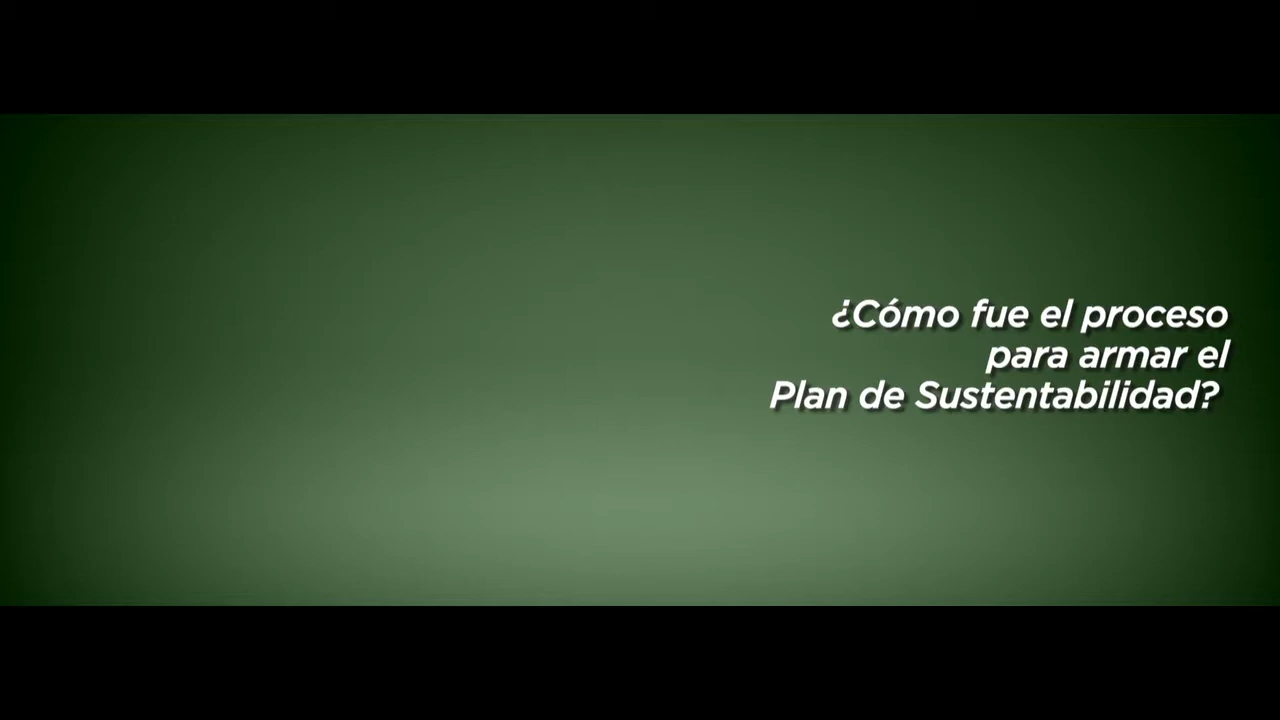 ¿Cómo fue el proceso
para armar el
Plan de Sustentabilidad?